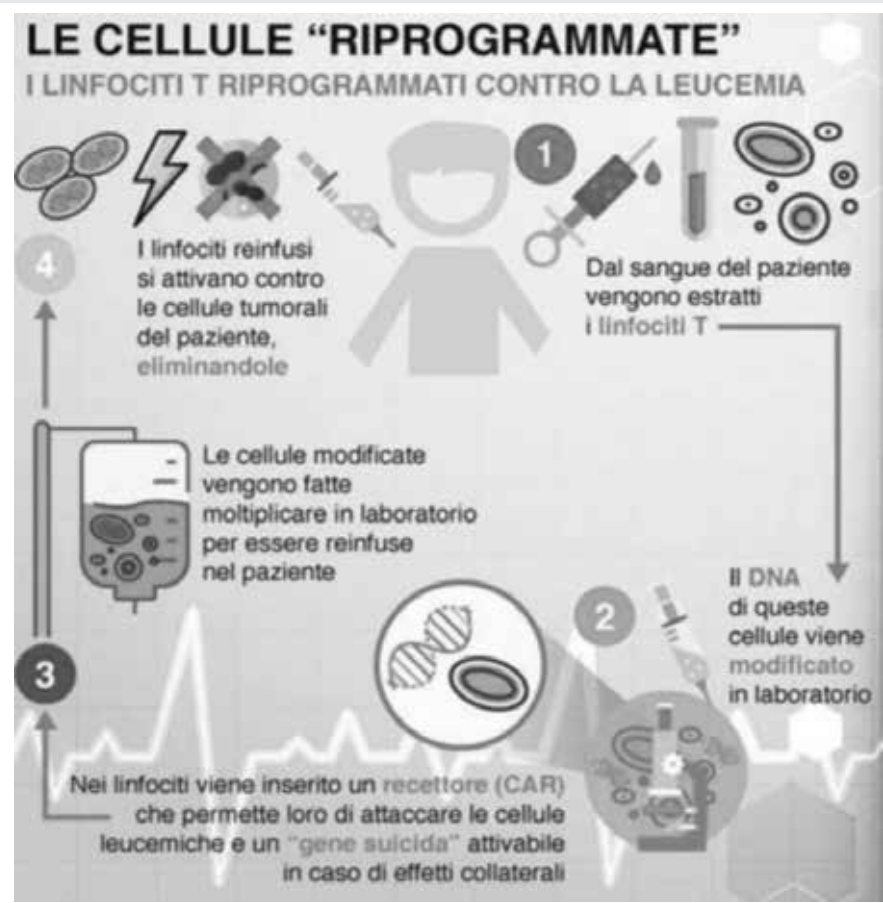 LE CELLULE “RIPROGRAMMATE”
I LINFOCITI T RIPROGRAMMATI CONTRO LA LEUCEMIA
1
Dal sangue del paziente
vengono estratti
i linfociti T
2
Il DNA
di queste
cellule viene
modificato
in laboratorio
Nei linfociti viene inserito un recettore (CAR)
che permette loro di attaccare le cellule
leucemiche e un “gene suicida” attivabile
in caso di effetti collaterali
3
Le cellule modificate
vengono fatte
moltiplicare in laboratorio
per essere reinfuse
nel paziente
4
I linfociti reinfusi
si attivano contro
le cellule tumorali
del paziente,
eliminandole